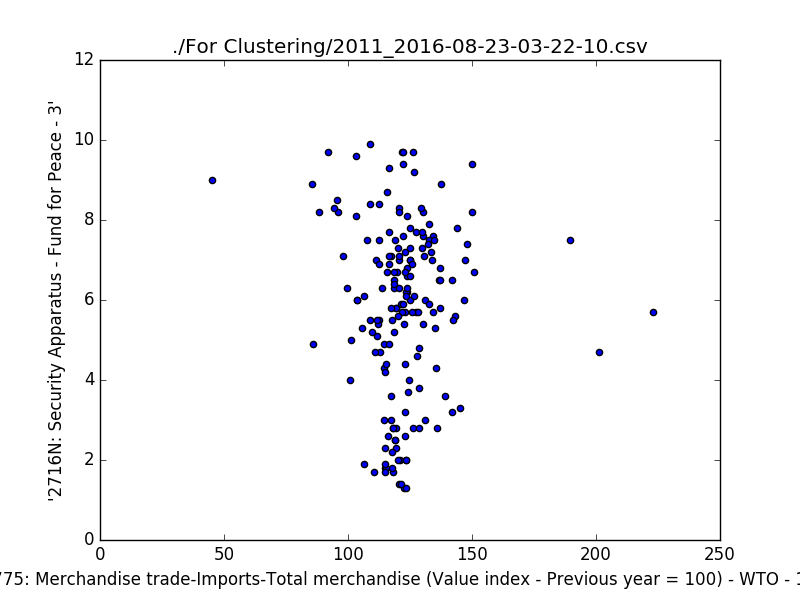 ./For Clustering/2011_2016-08-23-03-22-10.csv
'2716N: Security Apparatus - Fund for Peace - 3'
12
10
8
6
4
2
0
0 50 100 150 200 250
775: Merchandise trade-Imports-Total merchandise (Value index - Previous year = 100) - WTO -